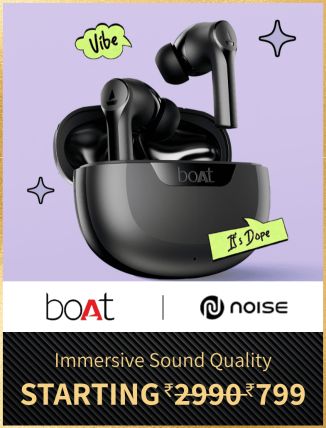 Vibe
boAt
It's Dope
boAt | noise
Immersive Sound Quality
STARTING ₹2990 ₹799